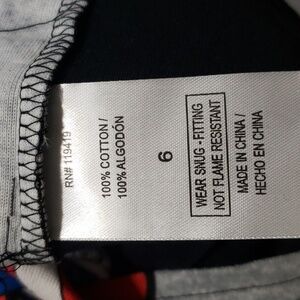 RN# 119419
100% COTTON /
100% ALGODÓN
6
WEAR SNUG - FITTING
NOT FLAME RESISTANT
MADE IN CHINA /
HECHO EN CHINA